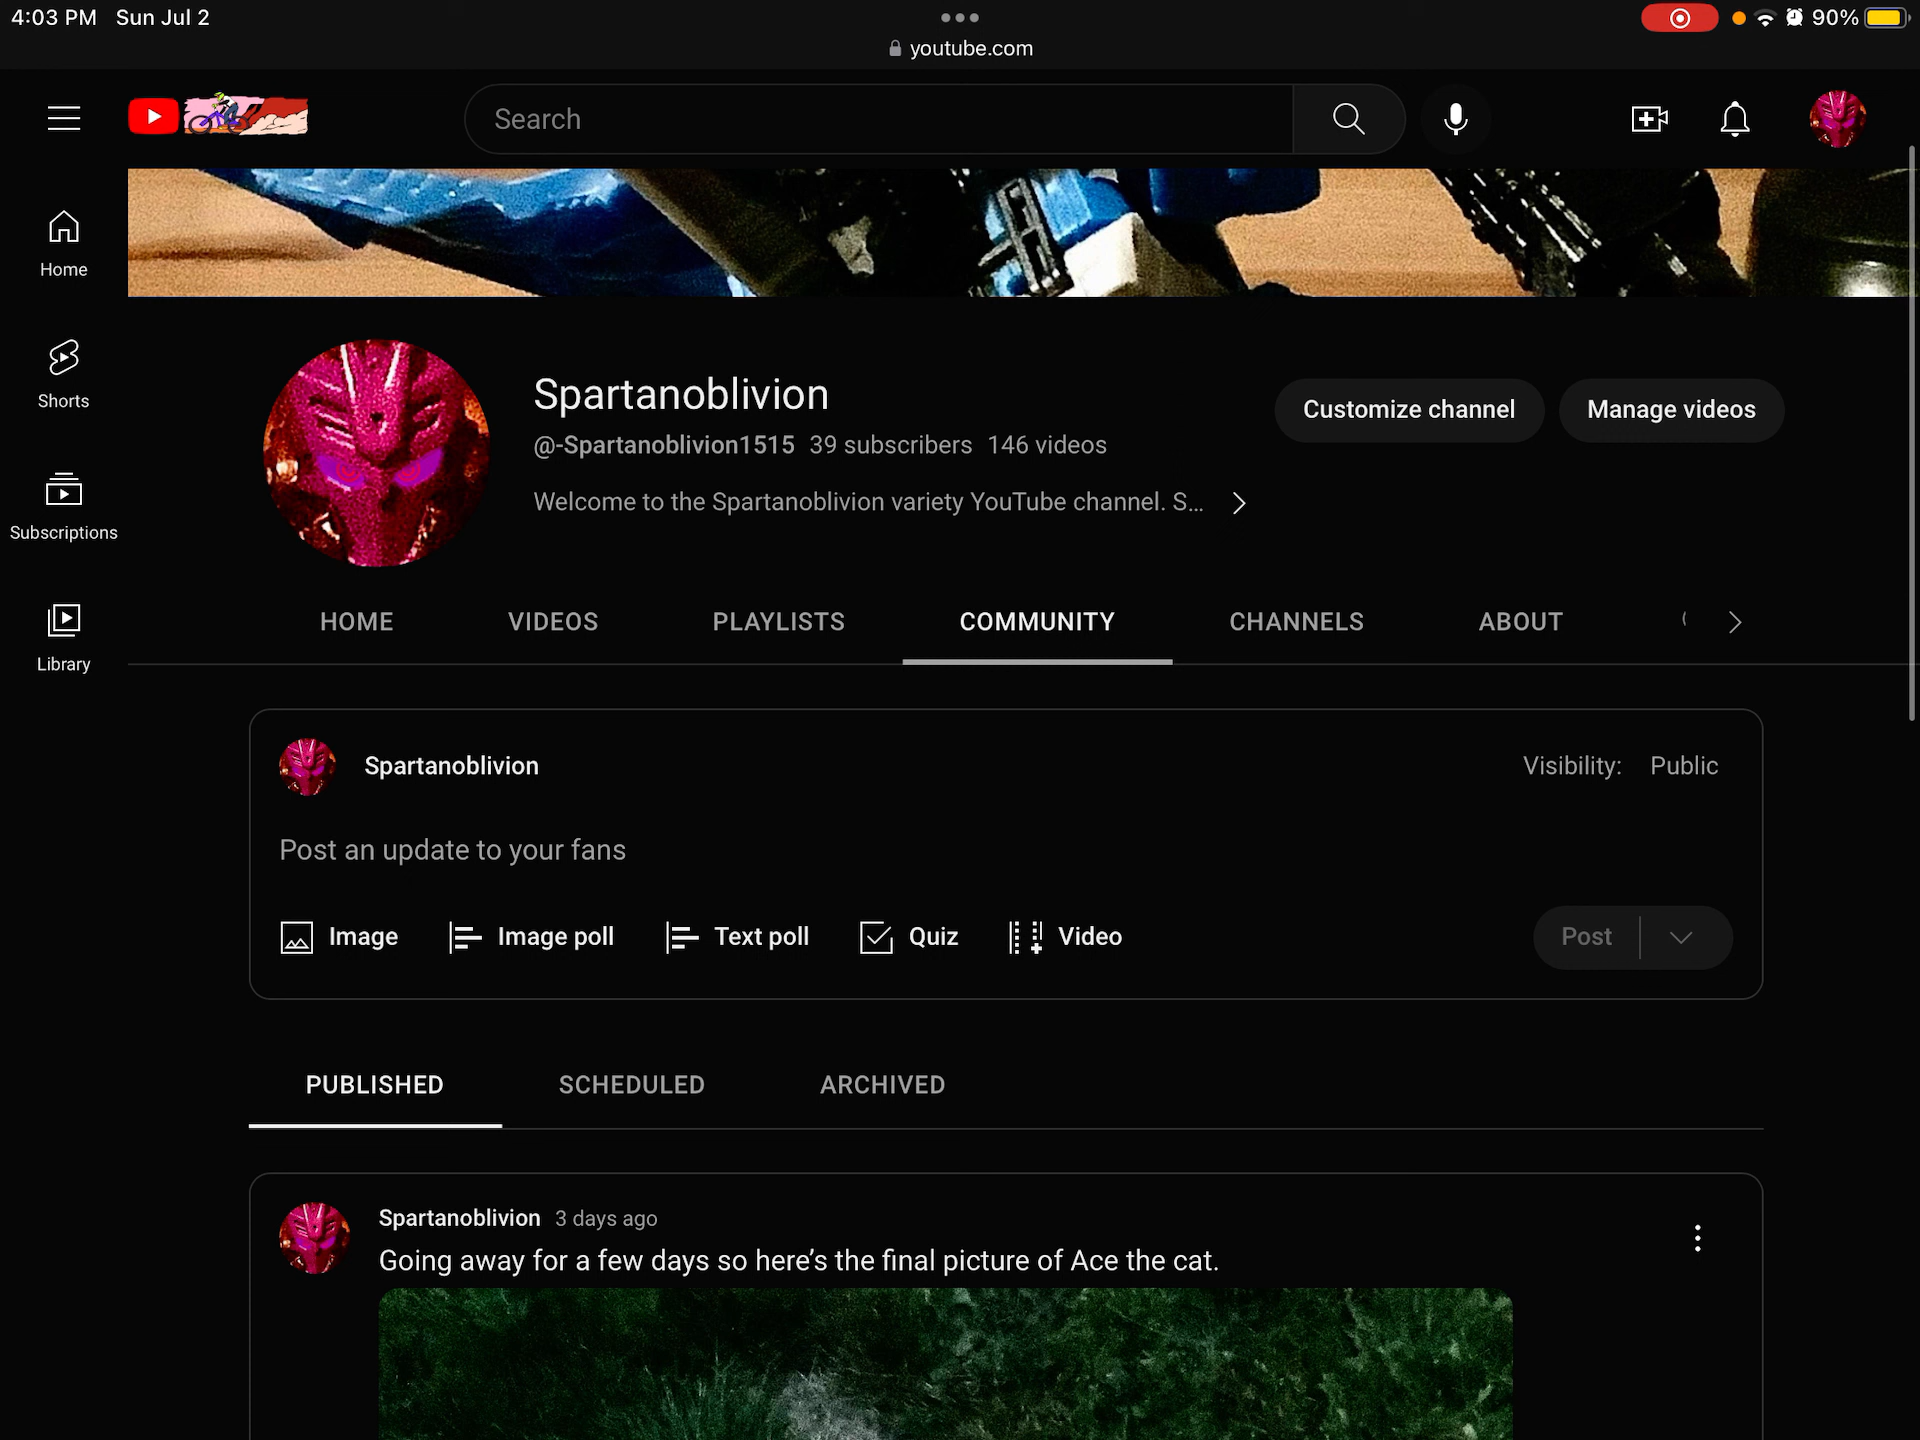 4:03 PM Sun Jul 2
90%
youtube.com
Search
Home
Shorts
Subscriptions
Library
Spartanoblivion
@-Spartanoblivion1515 39 subscribers 146 videos
Welcome to the Spartanoblivion variety YouTube channel. S...
Customize channel
Manage videos
HOME VIDEOS PLAYLISTS COMMUNITY CHANNELS ABOUT
Spartanoblivion
Visibility: Public
Post an update to your fans
Image Image poll Text poll Quiz Video
Post
PUBLISHED SCHEDULED ARCHIVED
Spartanoblivion 3 days ago
Going away for a few days so here’s the final picture of Ace the cat.